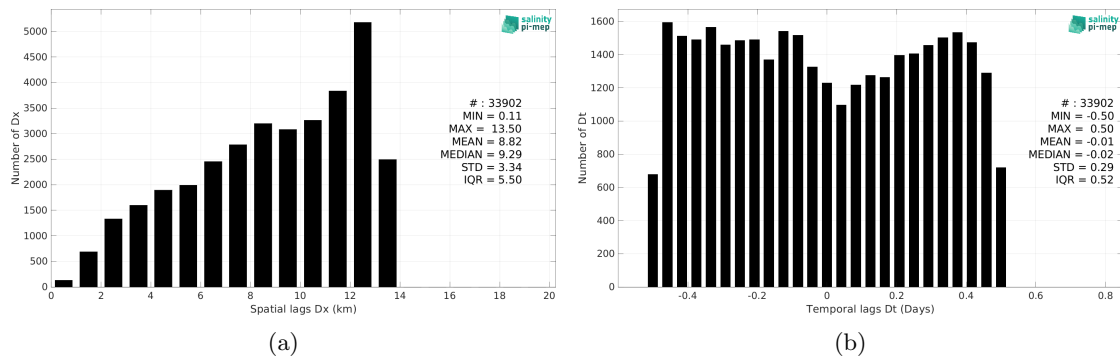 salinity
pi-mep
5000
4500
4000
3500
3000
2500
2000
1500
1000
500
0
Number of Dx
# : 33902
MIN = 0.11
MAX = 13.50
MEAN = 8.82
MEDIAN = 9.29
STD = 3.34
IQR = 5.50
0 2 4 6 8 10 12 14 16 18 20
Spatial lags Dx (km)
(a)
salinity
pi-mep
1600
1400
1200
1000
800
600
400
200
0
Number of Dt
# : 33902
MIN = -0.50
MAX = 0.50
MEAN = -0.01
MEDIAN = -0.02
STD = 0.29
IQR = 0.52
-0.4 -0.2 0 0.2 0.4 0.6 0.8
Temporal lags Dt (Days)
(b)